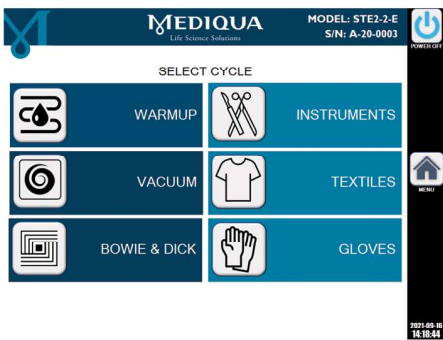 MEDIQUA
Life Science Solutions
MODEL: STE2-2-E
S/N: A-20-0003
POWER OFF
SELECT CYCLE
WARMUP
INSTRUMENTS
VACUUM
TEXTILES
MENU
BOWIE & DICK
GLOVES
2021-09-16
14:18:44